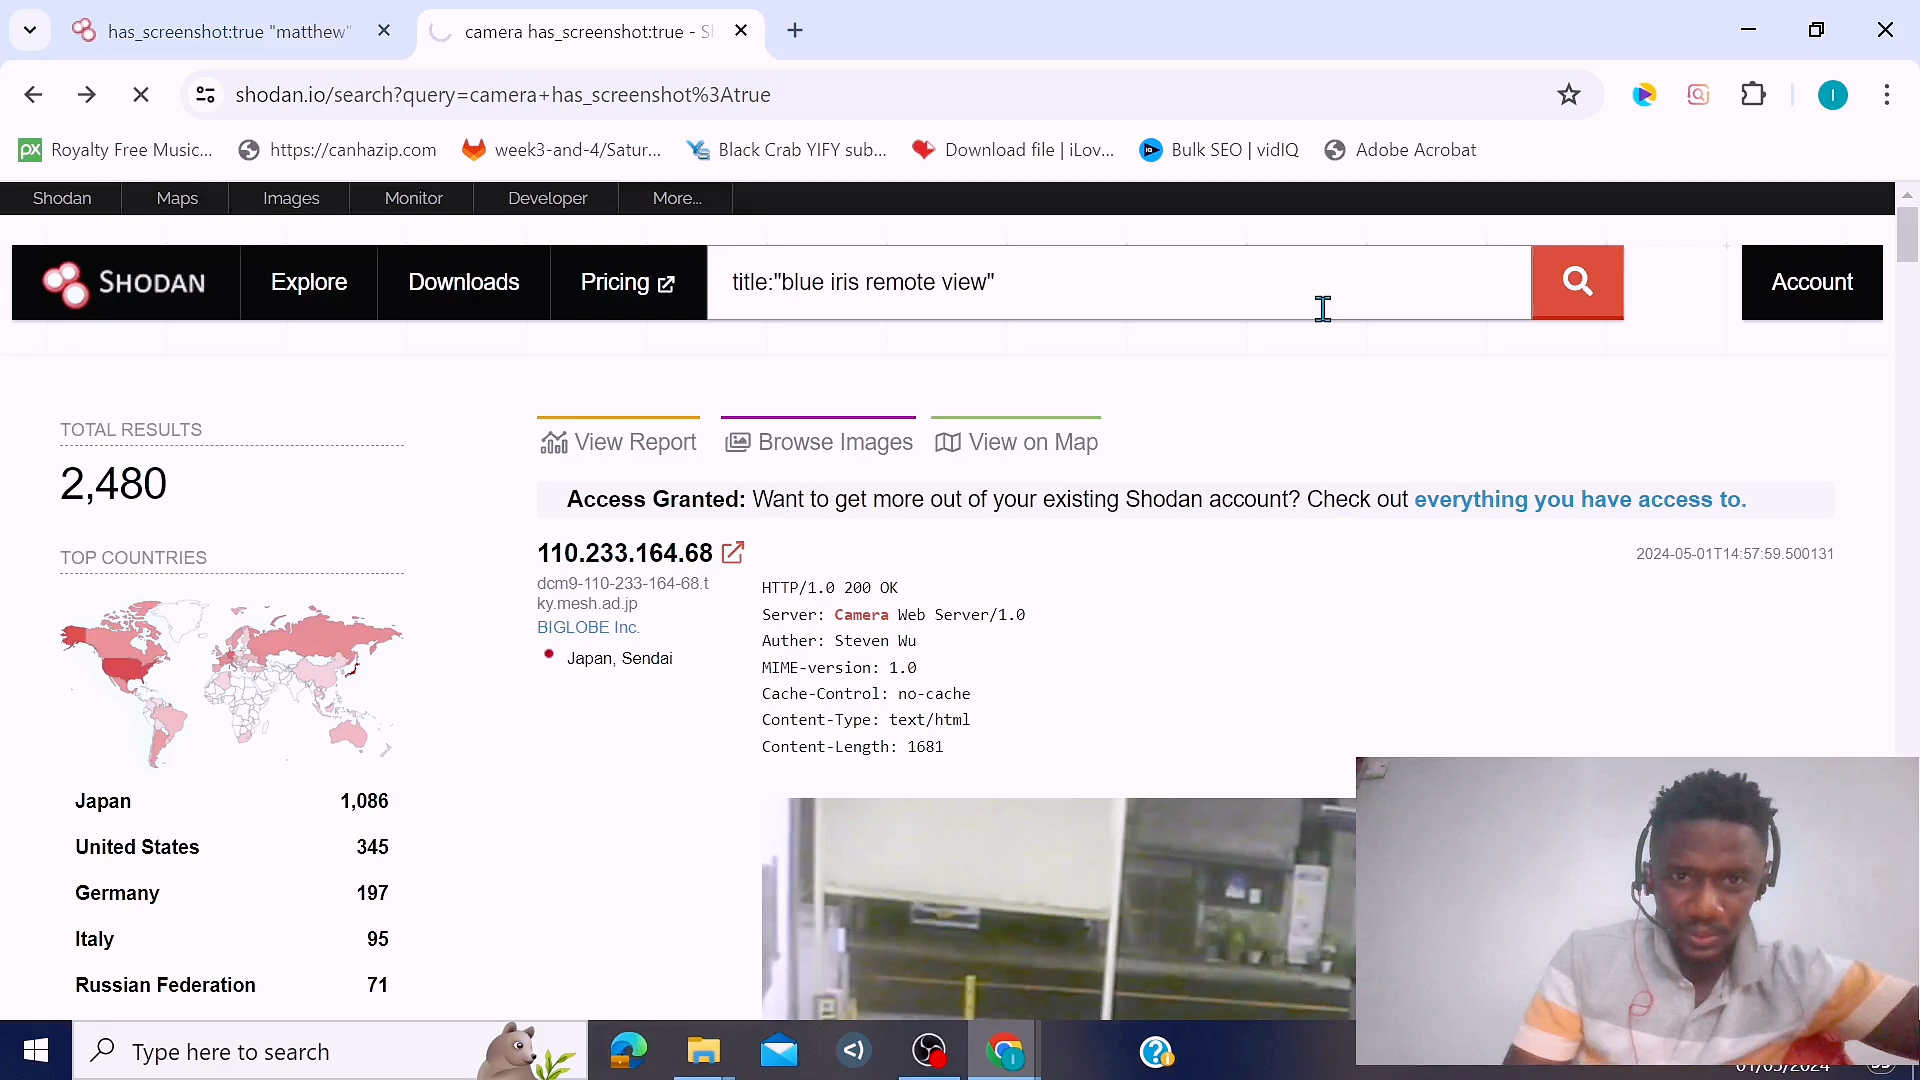 has_screenshot:true "matthew"
camera has_screenshot:true - S
shodan.io/search?query=camera+has_screenshot%3Atrue
I
Royalty Free Music...
https://canhazip.com
week3-and-4/Satur...
Black Crab YIFY sub...
Download file | iLov...
Bulk SEO | vidIQ
Adobe Acrobat
Shodan
Maps
Images
Monitor
Developer
More...
SHODAN
Explore
Downloads
Pricing
title:"blue iris remote view"
Account
TOTAL RESULTS
2,480
TOP COUNTRIES
Japan 1,086
United States 345
Germany 197
Italy 95
Russian Federation 71
View Report
Browse Images
View on Map
Access Granted: Want to get more out of your existing Shodan account? Check out everything you have access to.
110.233.164.68
2024-05-01T14:57:59.500131
dcm9-110-233-164-68.t
ky.mesh.ad.jp
BIGLOBE Inc.
Japan, Sendai
HTTP/1.0 200 OK
Server: Camera Web Server/1.0
Auther: Steven Wu
MIME-version: 1.0
Cache-Control: no-cache
Content-Type: text/html
Content-Length: 1681
Type here to search